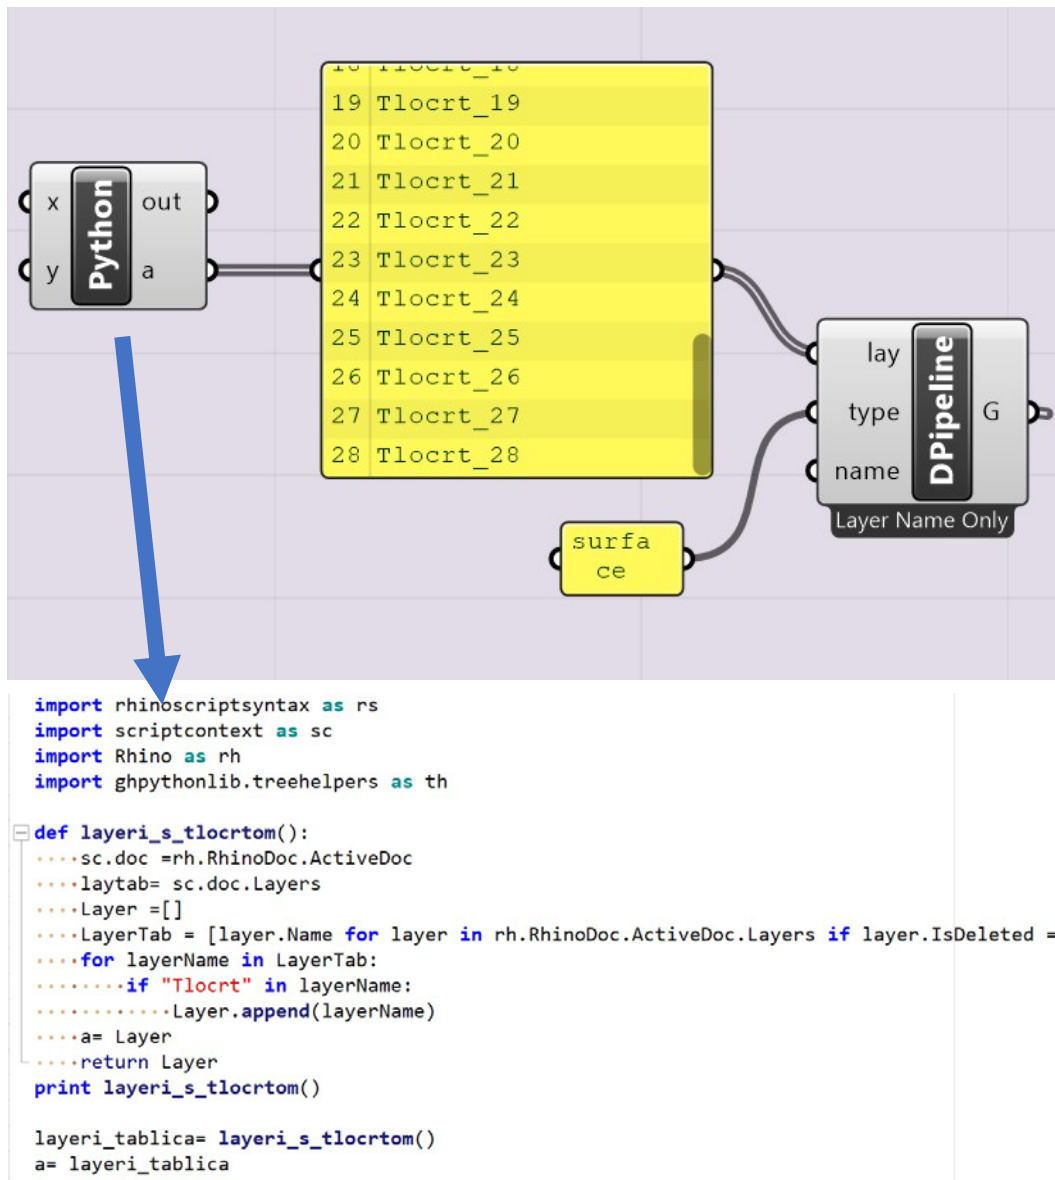 19 Tlocrt_19
20 Tlocrt_20
21 Tlocrt_21
22 Tlocrt_22
23 Tlocrt_23
24 Tlocrt_24
25 Tlocrt_25
26 Tlocrt_26
27 Tlocrt_27
28 Tlocrt_28
x
y
Python
out
a
lay
type
name
DPipeline
G
Layer Name Only
surfa
ce
import rhinoscriptsyntax as rs
import scriptcontext as sc
import Rhino as rh
import ghpythonlib.treehelpers as th
def layeri_s_tlocrtom():
    sc.doc =rh.RhinoDoc.ActiveDoc
    laytab= sc.doc.Layers
    Layer =[]
    LayerTab = [layer.Name for layer in rh.RhinoDoc.ActiveDoc.Layers if layer.IsDeleted =
    for layerName in LayerTab:
        if "Tlocrt" in layerName:
            Layer.append(layerName)
    a= Layer
    return Layer
print layeri_s_tlocrtom()
layeri_tablica= layeri_s_tlocrtom()
a= layeri_tablica